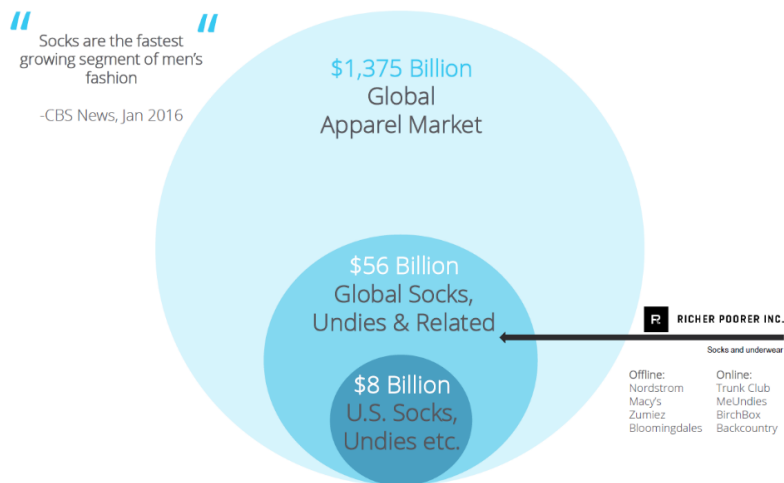 “ Socks are the fastest ”
growing segment of men's
fashion
-CBS News, Jan 2016
$1,375 Billion
Global
Apparel Market
$56 Billion
Global Socks,
Undies & Related
$8 Billion
U.S. Socks,
Undies etc.
R RICHER POORER INC.
Socks and underwear
Offline:
Nordstrom
Macy's
Zumiez
Bloomingdales
Online:
Trunk Club
MeUndies
BirchBox
Backcountry